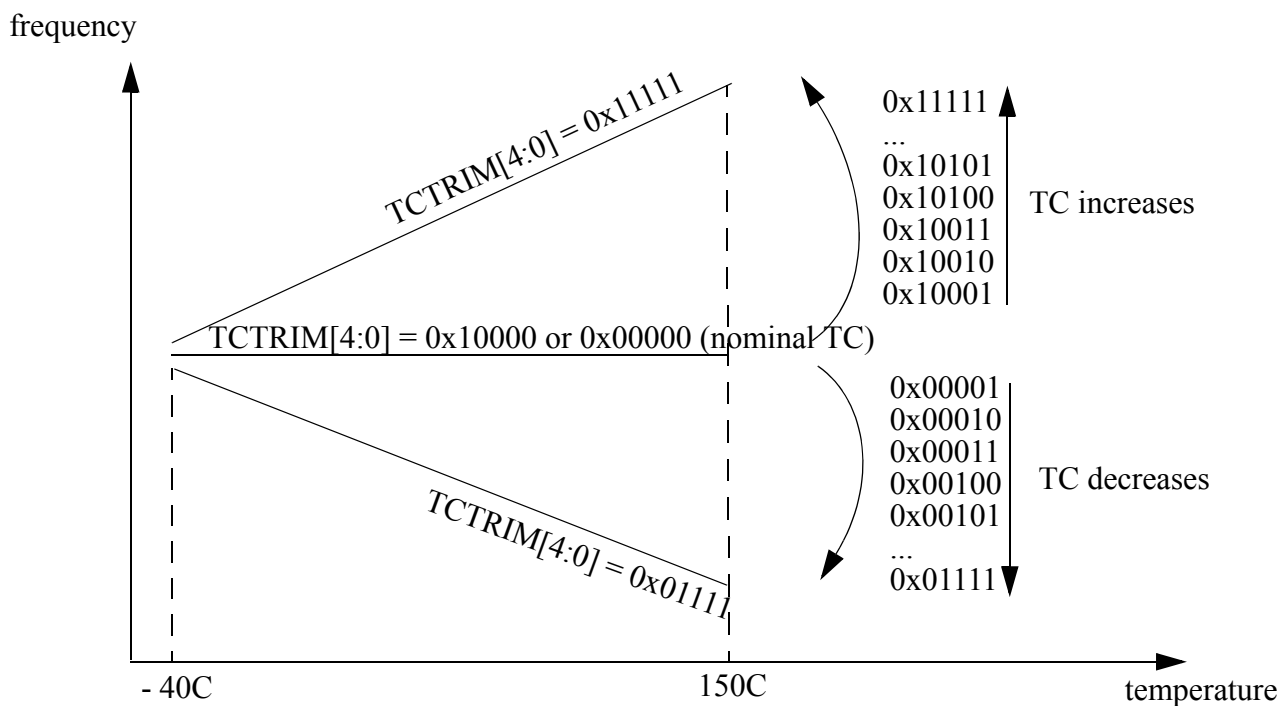 frequency
TCTRIM[4:0] = 0x11111
0x11111
...
0x10101
0x10100
0x10011
0x10010
0x10001
TC increases
TCTRIM[4:0] = 0x10000 or 0x00000 (nominal TC)
0x00001
0x00010
0x00011
0x00100
0x00101
...
0x01111
TC decreases
TCTRIM[4:0] = 0x01111
- 40C
150C
temperature